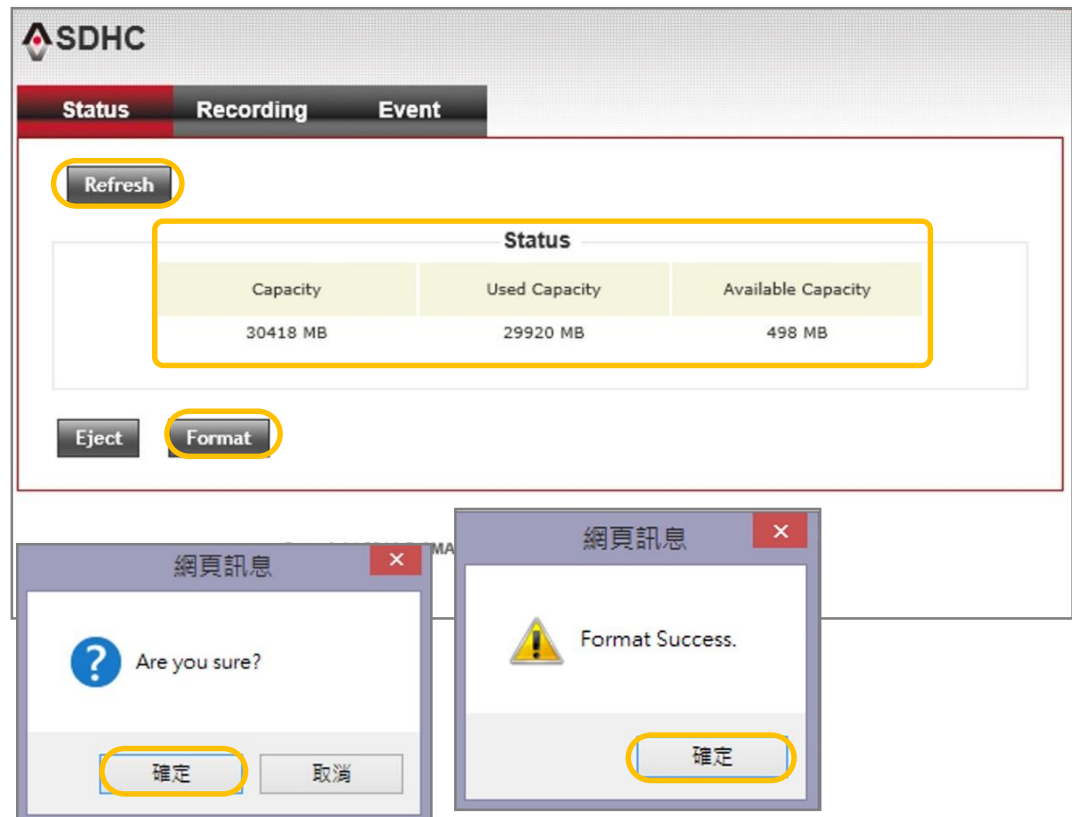 SDHC
Status Recording Event
Refresh
Status
Capacity Used Capacity Available Capacity
30418 MB 29920 MB 498 MB
Eject Format
網頁訊息
Are you sure?
確定 取消
網頁訊息
Format Success.
確定